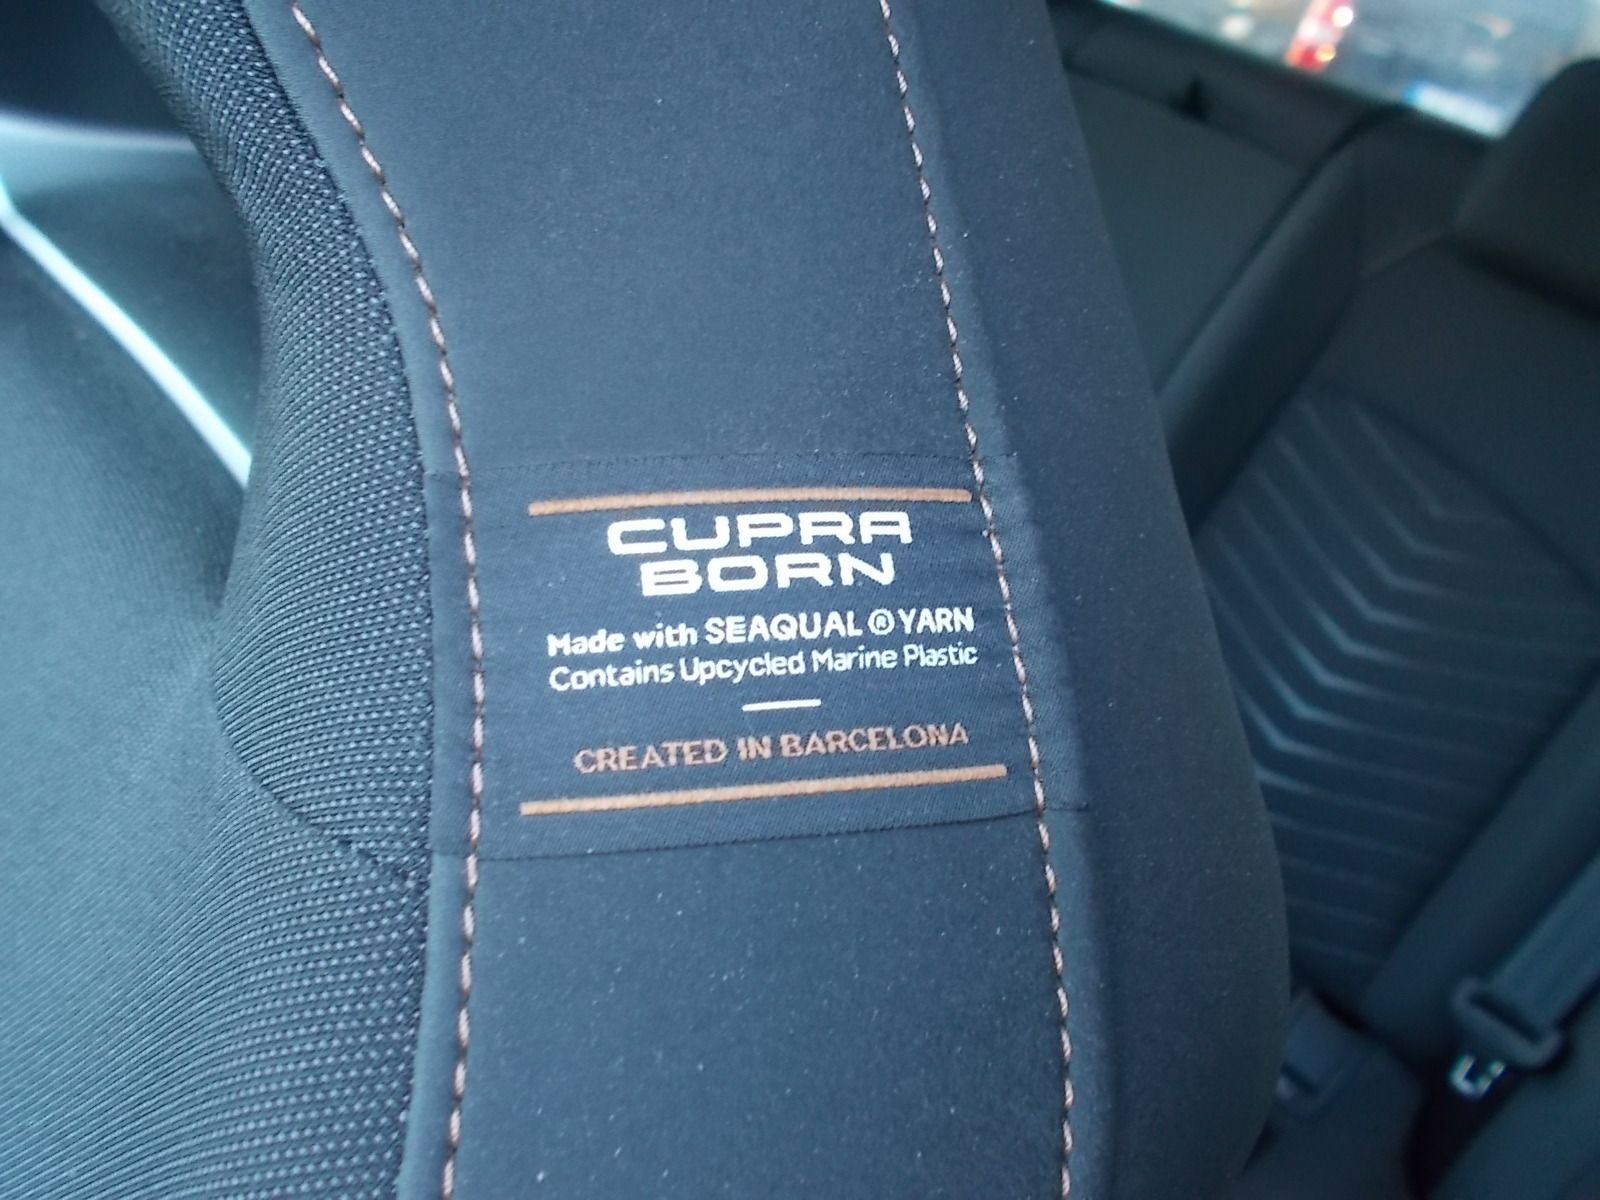 CUPRA
BORN
Made with SEAQUAL ® YARN
Contains Upcycled Marine Plastic
CREATED IN BARCELONA